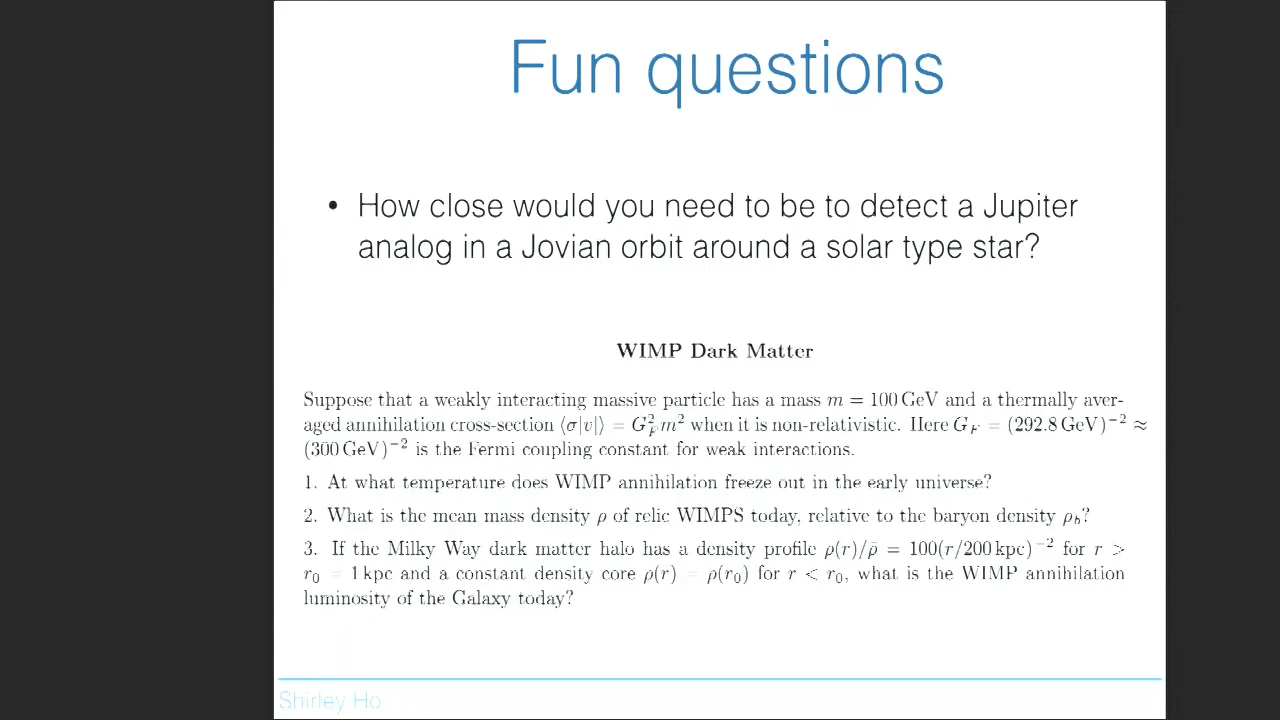 Fun questions
• How close would you need to be to detect a Jupiter
analog in a Jovian orbit around a solar type star?
WIMP Dark Matter
Suppose that a weakly interacting massive particle has a mass m = 100 GeV and a thermally aver-
aged annihilation cross-section ⟨σ|v|⟩ = G_F^2 m^2 when it is non-relativistic. Here G_F = (292.8 GeV)^−2 ≈
(300 GeV)^−2 is the Fermi coupling constant for weak interactions.
1. At what temperature does WIMP annihilation freeze out in the early universe?
2. What is the mean mass density ρ of relic WIMPS today, relative to the baryon density ρ_b?
3. If the Milky Way dark matter halo has a density profile ρ(r)/ρ̄ = 100(r/200 kpc)^−2 for r >
r_0 = 1 kpc and a constant density core ρ(r) = ρ(r_0) for r < r_0, what is the WIMP annihilation
luminosity of the Galaxy today?
Shirley Ho